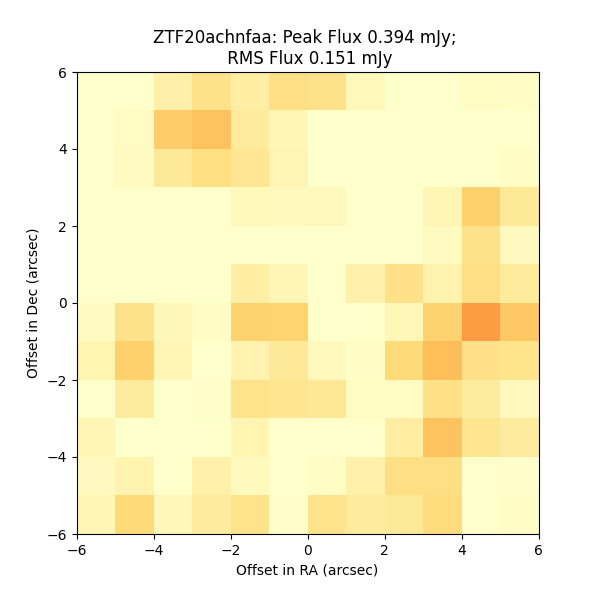 ZTF20achnfaa: Peak Flux 0.394 mJy;
RMS Flux 0.151 mJy
6
4
2
0
−2
−4
−6
Offset in Dec (arcsec)
−6 −4 −2 0 2 4 6
Offset in RA (arcsec)